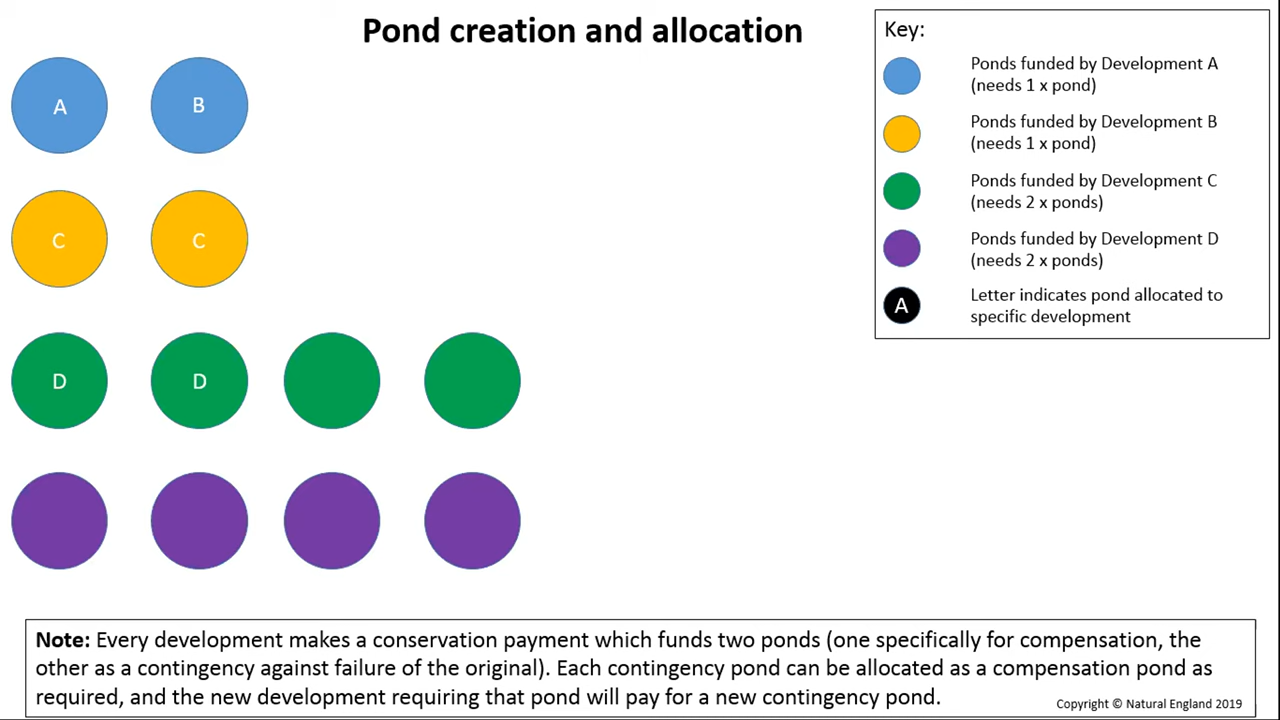 Pond creation and allocation
A B
C C
D D
Key:
Ponds funded by Development A
(needs 1 x pond)
Ponds funded by Development B
(needs 1 x pond)
Ponds funded by Development C
(needs 2 x ponds)
Ponds funded by Development D
(needs 2 x ponds)
A
Letter indicates pond allocated to
specific development
Note: Every development makes a conservation payment which funds two ponds (one specifically for compensation, the
other as a contingency against failure of the original). Each contingency pond can be allocated as a compensation pond as
required, and the new development requiring that pond will pay for a new contingency pond.
Copyright © Natural England 2019